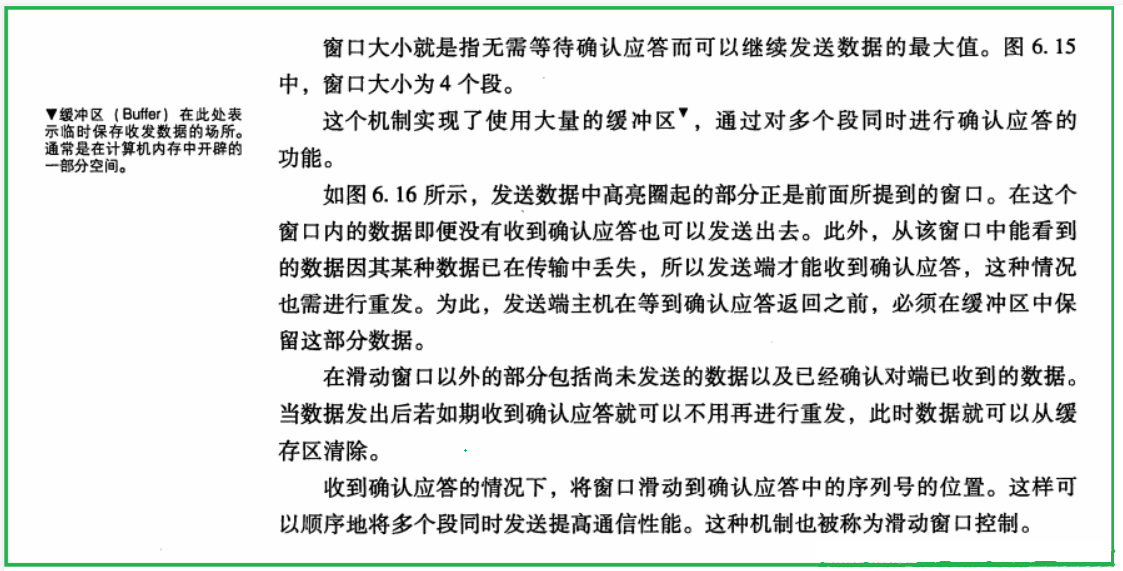 窗口大小就是指无需等待确认应答而可以继续发送数据的最大值。图 6. 15
中，窗口大小为 4 个段。
▼缓冲区（Buffer）在此处表
示临时保存收发数据的场所。
通常是在计算机内存中开辟的
一部分空间。
这个机制实现了使用大量的缓冲区▼，通过对多个段同时进行确认应答的
功能。
如图 6. 16 所示，发送数据中高亮圈起的部分正是前面所提到的窗口。在这个
窗口内的数据即便没有收到确认应答也可以发送出去。此外，从该窗口中能看到
的数据因其某种数据已在传输中丢失，所以发送端才能收到确认应答，这种情况
也需进行重发。为此，发送端主机在等到确认应答返回之前，必须在缓冲区中保
留这部分数据。
在滑动窗口以外的部分包括尚未发送的数据以及已经确认对端已收到的数据。
当数据发出后若如期收到确认应答就可以不用再进行重发，此时数据就可以从缓
存区清除。
收到确认应答的情况下，将窗口滑动到确认应答中的序列号的位置。这样可
以顺序地将多个段同时发送提高通信性能。这种机制也被称为滑动窗口控制。